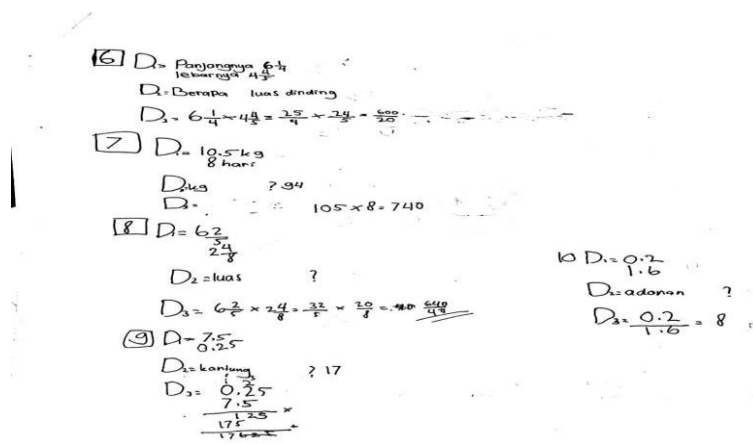 6 D1= Panjangnya 6 1/4
lebarnya 4 4/5
D2=Berapa luas dinding
D3= 6 1/4 × 4 4/5 = 25/4 × 24/5 = 600/20
7 D1= 10.5 kg
8 hari
D2=kg ? 94
D3=
105 × 8 = 740
8 D1= 6 2/5
2 4/8
D2 = luas ?
D3 = 6 2/5 × 2 4/8 = 32/5 × 20/8 = 640/40
9 D1= 7.5
0.25
D2=kantung ? 17
D3= 0.25
7.5
125 ×
175 +
17625
10 D1= 0.2
1.6
D2=adonan ?
D3= 0.2/1.6 = 8